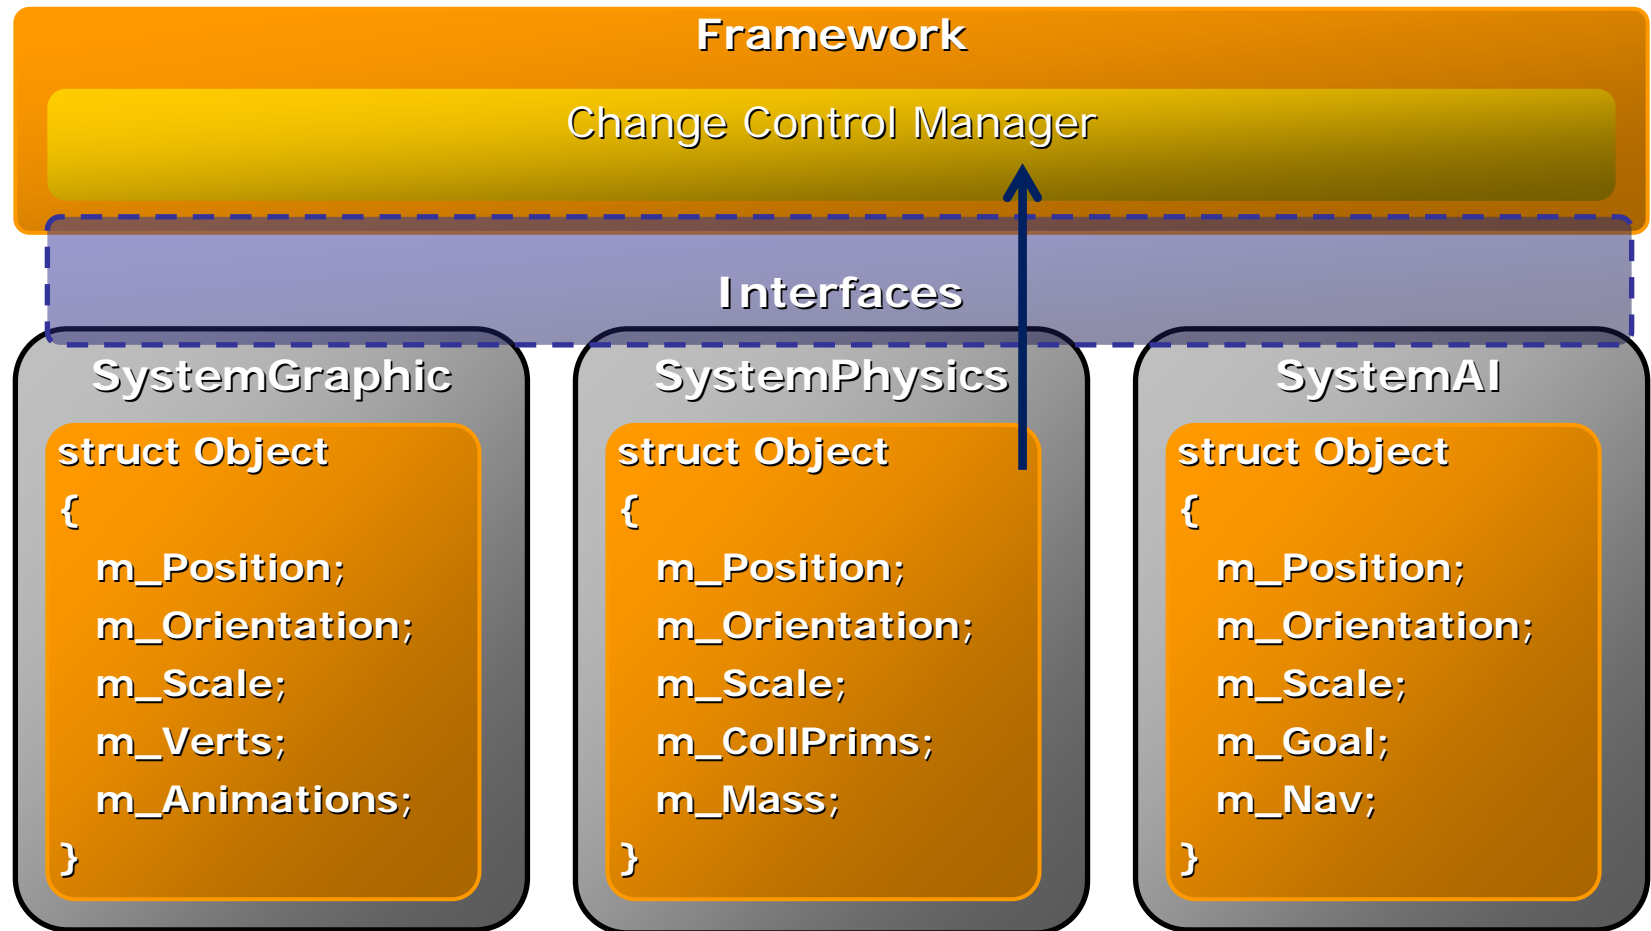 Framework
Change Control Manager
Interfaces
SystemGraphic
struct Object
{
m_Position;
m_Orientation;
m_Scale;
m_Verts;
m_Animations;
}
SystemPhysics
struct Object
{
m_Position;
m_Orientation;
m_Scale;
m_CollPrims;
m_Mass;
}
SystemAI
struct Object
{
m_Position;
m_Orientation;
m_Scale;
m_Goal;
m_Nav;
}